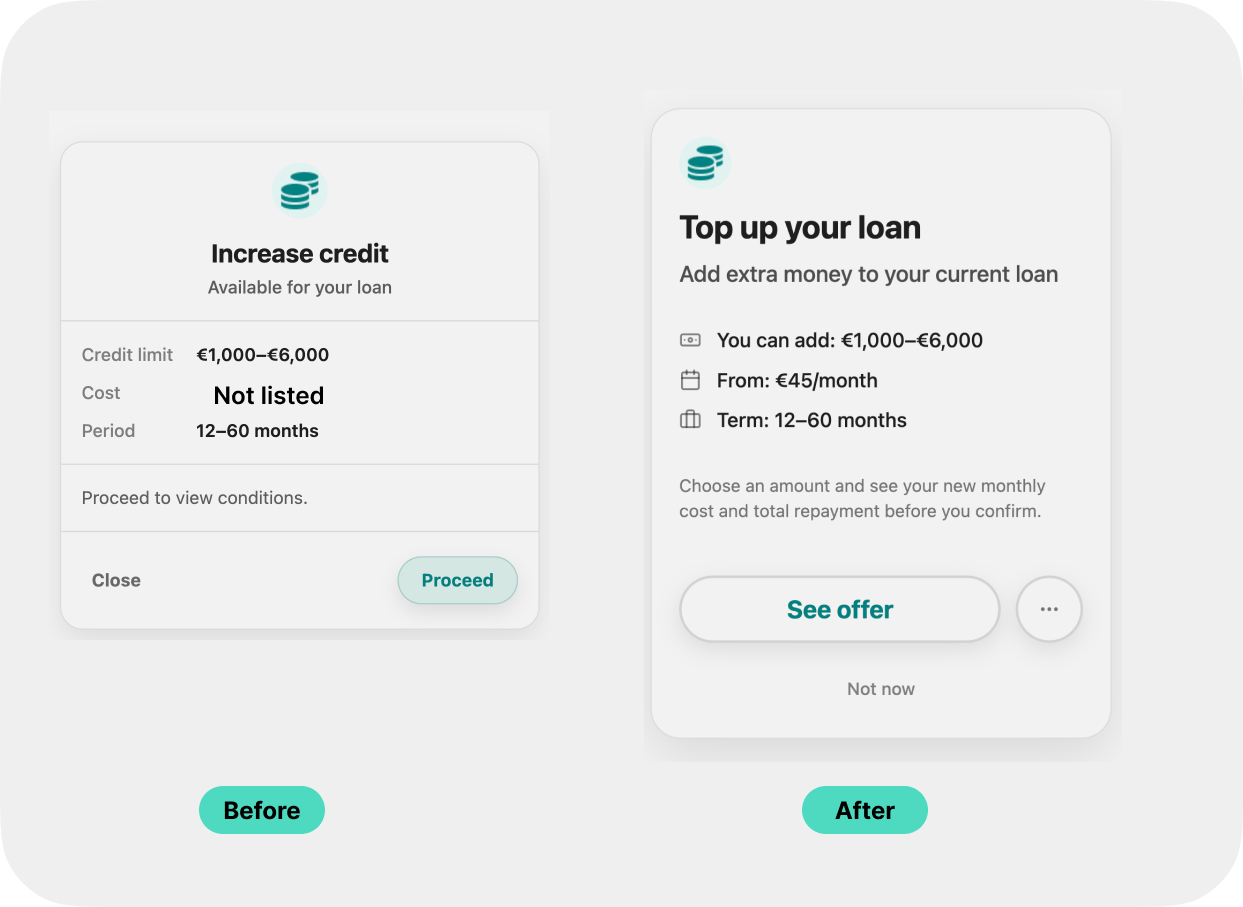 Increase credit
Available for your loan
Credit limit €1,000–€6,000
Cost Not listed
Period 12–60 months
Proceed to view conditions.
Close Proceed
Before
Top up your loan
Add extra money to your current loan
You can add: €1,000–€6,000
From: €45/month
Term: 12–60 months
Choose an amount and see your new monthly
cost and total repayment before you confirm.
See offer
Not now
After